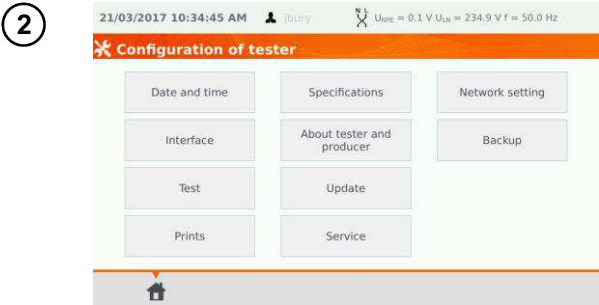 2
21/03/2017 10:34:45 AM jbury N L UNPE = 0.1 V ULN = 234.9 V f = 50.0 Hz
Configuration of tester
Date and time Specifications Network setting
Interface About tester and producer Backup
Test Update
Prints Service